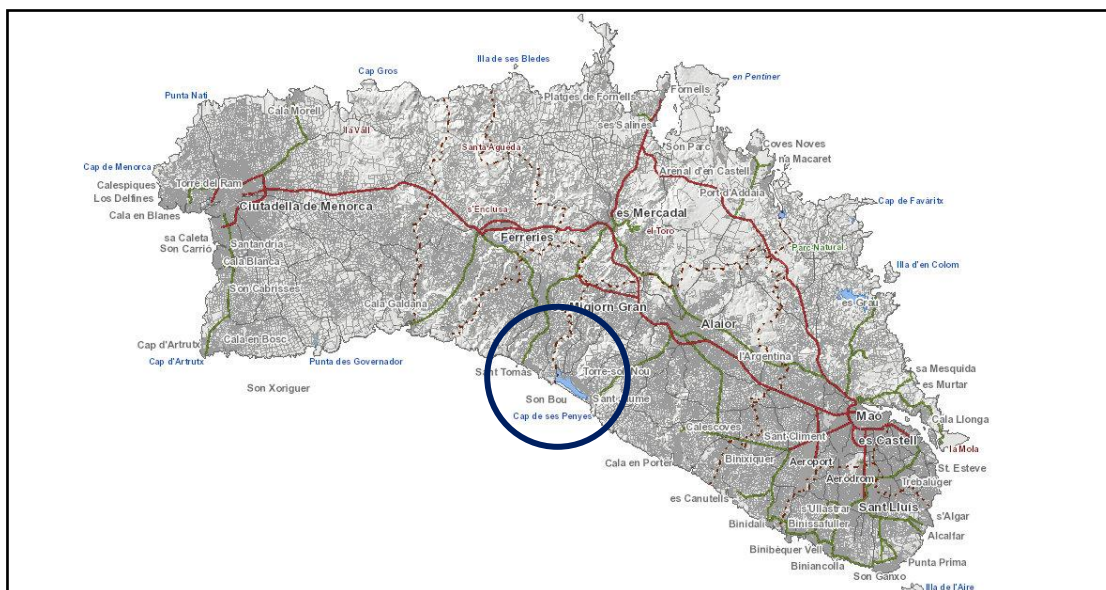 Illa de ses Bledes
Cap Gros
en Pentiner
Fornells
Punta Nati
Platges de Fornells
Cala Morell
ses Salines
la Vall
Son Parc
Coves Noves
Santa Àgueda
na Macaret
Cap de Menorca
Arenal d'en Castell
Calespiques
Torre del Ram
Port d'Addaia
Los Delfines
Ciutadella de Menorca
s'Enclusa
es Mercadal
Cap de Favàritx
Cala en Blanes
el Toro
sa Caleta
Ferreries
Son Carrió
Santandria
Parc Natural
Cala Blanca
Illa d'en Colom
Son Cabrisses
Cala Galdana
Migjorn Gran
es Grau
Alaior
Cap d'Artrutx
Cala en Bosc
Cap d'Artrutx
Punta des Governador
l'Argentina
Sant Tomàs
Torre-soli Nou
sa Mesquida
Son Xoriguer
es Murtar
Son Bou
Sant Jaume
Cap de ses Penyes
Maó
Cala Llonga
Calescoves
Sant Climent
es Castell
la Mola
Cala en Porter
Binixíquer
Aeroport
St. Esteve
Aeròdrom
Trebalúger
es Canutells
s'Ullastrar
Sant Lluís
s'Algar
Binidalí
Binissafúller
Alcalfar
Binibèquer Vell
Biniancolla
Punta Prima
Son Ganxo
Illa de l'Aire